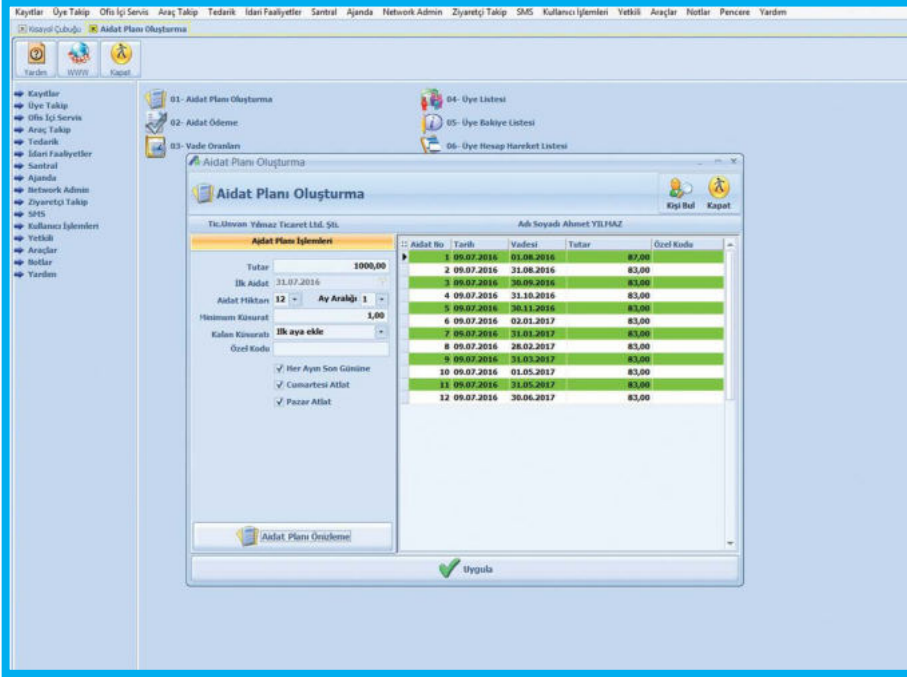 Kayıtlar Üye Takip Ofis İçi Servis Araç Takip Tedarik İdari Faaliyetler Santral Ajanda Network Admin Ziyaretçi Takip SMS Kullanıcı İşlemleri Yetkili Araçlar Notlar Pencere Yardım
Kısayol Çubuğu Aidat Planı Oluşturma
Yardım WWW Kapat
Kayıtlar
Üye Takip
Ofis İçi Servis
Araç Takip
Tedarik
İdari Faaliyetler
Santral
Ajanda
Network Admin
Ziyaretçi Takip
SMS
Kullanıcı İşlemleri
Yetkili
Araçlar
Notlar
Yardım
01- Aidat Planı Oluşturma 04- Üye Listesi
02- Aidat Ödeme 05- Üye Bakiye Listesi
03- Vade Oranları 06- Üye Hesap Hareket Listesi
Aidat Planı Oluşturma
Aidat Planı Oluşturma
Kişi Bul Kapat
Tic.Ünvan Yılmaz Ticaret Ltd. Şti. Adı Soyadı Ahmet YILMAZ
Aidat Planı İşlemleri
Tutar 1000,00
İlk Aidat 31.07.2016
Aidat Miktarı 12 Ay Aralığı 1
Minimum Küsurat 1,00
Kalan Küsuratı İlk aya ekle
Özel Kodu
Her Ayın Son Gününe
Cumartesi Atlat
Pazar Atlat
Aidat Planı Önizleme
Aidat No Tarih Vadesi Tutar Özel Kodu
1 09.07.2016 01.08.2016 87,00
2 09.07.2016 31.08.2016 83,00
3 09.07.2016 30.09.2016 83,00
4 09.07.2016 31.10.2016 83,00
5 09.07.2016 30.11.2016 83,00
6 09.07.2016 02.01.2017 83,00
7 09.07.2016 31.01.2017 83,00
8 09.07.2016 28.02.2017 83,00
9 09.07.2016 31.03.2017 83,00
10 09.07.2016 01.05.2017 83,00
11 09.07.2016 31.05.2017 83,00
12 09.07.2016 30.06.2017 83,00
Uygula